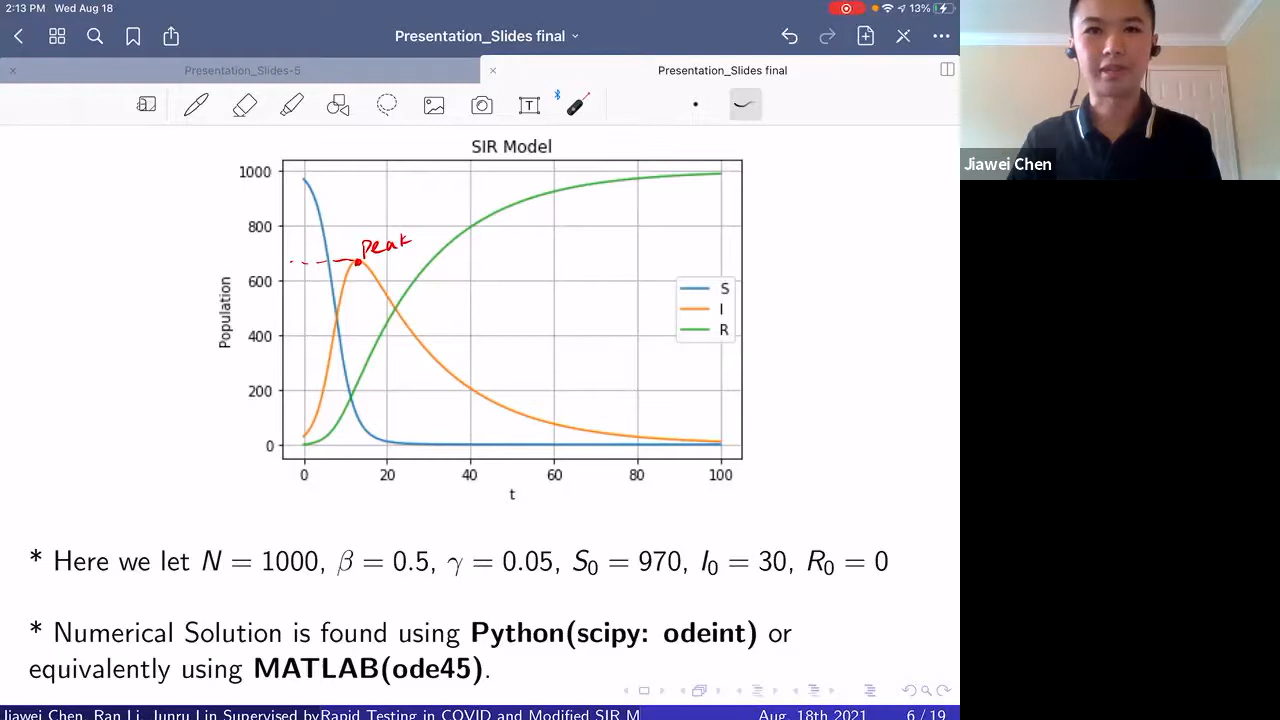 2:13 PM Wed Aug 18
13%
Presentation_Slides final
Presentation_Slides-5
Presentation_Slides final
T
Jiawei Chen
SIR Model
1000
800
600
400
200
0
Population
Peak
S
I
R
0 20 40 60 80 100
t
* Here we let N = 1000, β = 0.5, γ = 0.05, S₀ = 970, I₀ = 30, R₀ = 0
* Numerical Solution is found using Python(scipy: odeint) or
equivalently using MATLAB(ode45).
Jiawei Chen, Ran Li, Junru Lin Supervised by Rapid Testing in COVID and Modified SIR M Aug. 18th 2021 6 / 19